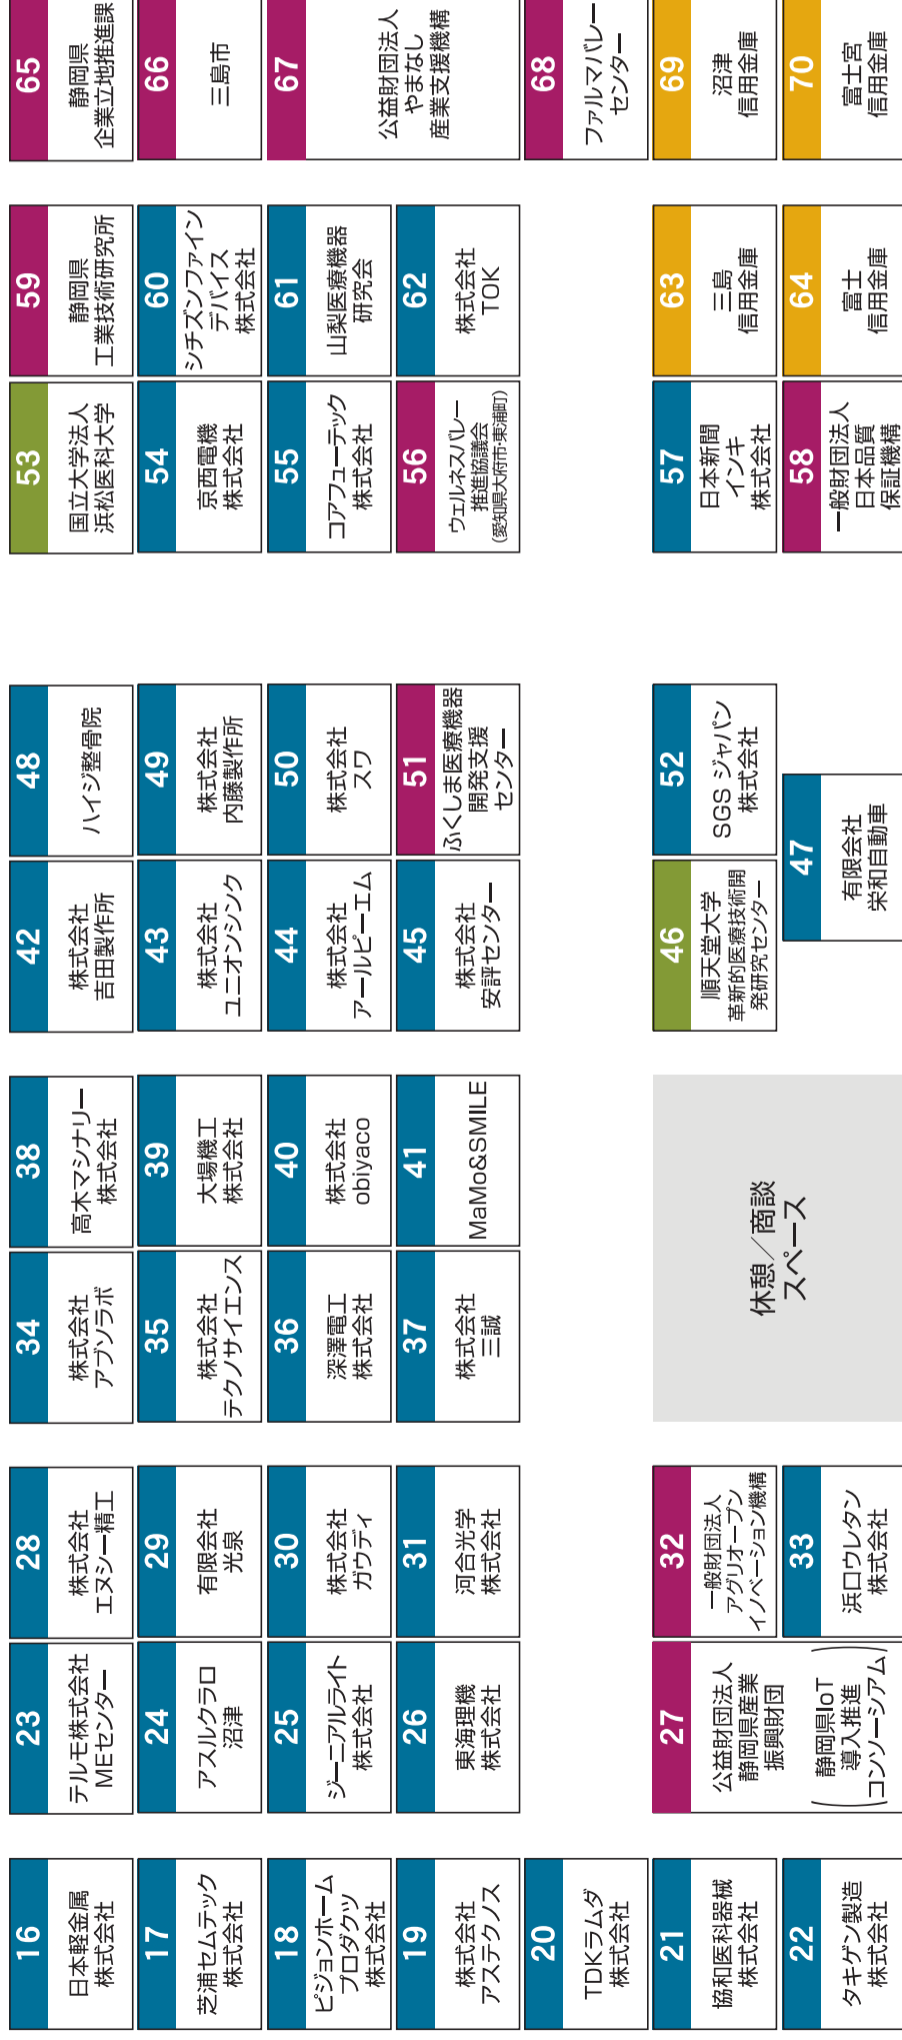 16
日本軽金属
株式会社
17
芝浦セムテック
株式会社
18
ピジョンホーム
プロダクツ
株式会社
19
株式会社
アステクノス
20
TDKラムダ
株式会社
21
協和医科器械
株式会社
22
タキゲン製造
株式会社
23
テルモ株式会社
MEセンター
24
アスルクラロ
沼津
25
ジーニアルライト
株式会社
26
東海理機
株式会社
27
公益財団法人
静岡県産業
振興財団
(静岡県IoT
導入推進
コンソーシアム)
28
株式会社
エヌシー精工
29
有限会社
光泉
30
株式会社
ガウディ
31
河合光学
株式会社
32
一般財団法人
アグリオープン
イノベーション機構
33
浜口ウレタン
株式会社
34
株式会社
アブソラボ
35
株式会社
テクノサイエンス
36
深澤電工
株式会社
37
株式会社
三誠
38
高木マシナリー
株式会社
39
大場機工
株式会社
40
株式会社
obiyaco
41
MaMo&SMILE
休憩／商談
スペース
42
株式会社
吉田製作所
43
株式会社
ユニオンシンク
44
株式会社
アールピーエム
45
株式会社
安評センター
46
順天堂大学
革新的医療技術開
発研究センター
47
有限会社
栄和自動車
48
ハイジ整骨院
49
株式会社
内藤製作所
50
株式会社
スワ
51
ふくしま医療機器
開発支援
センター
52
SGS ジャパン
株式会社
53
国立大学法人
浜松医科大学
54
京西電機
株式会社
55
コアフューテック
株式会社
56
ウェルネスバレー
推進協議会
(愛知県大府市・東浦町)
57
日本新聞
インキ
株式会社
58
一般財団法人
日本品質
保証機構
59
静岡県
工業技術研究所
60
シチズンファイン
デバイス
株式会社
61
山梨医療機器
研究会
62
株式会社
TOK
63
三島
信用金庫
64
富士
信用金庫
65
静岡県
企業立地推進課
66
三島市
67
公益財団法人
やまなし
産業支援機構
68
ファルマバレー
センター
69
沼津
信用金庫
70
富士宮
信用金庫